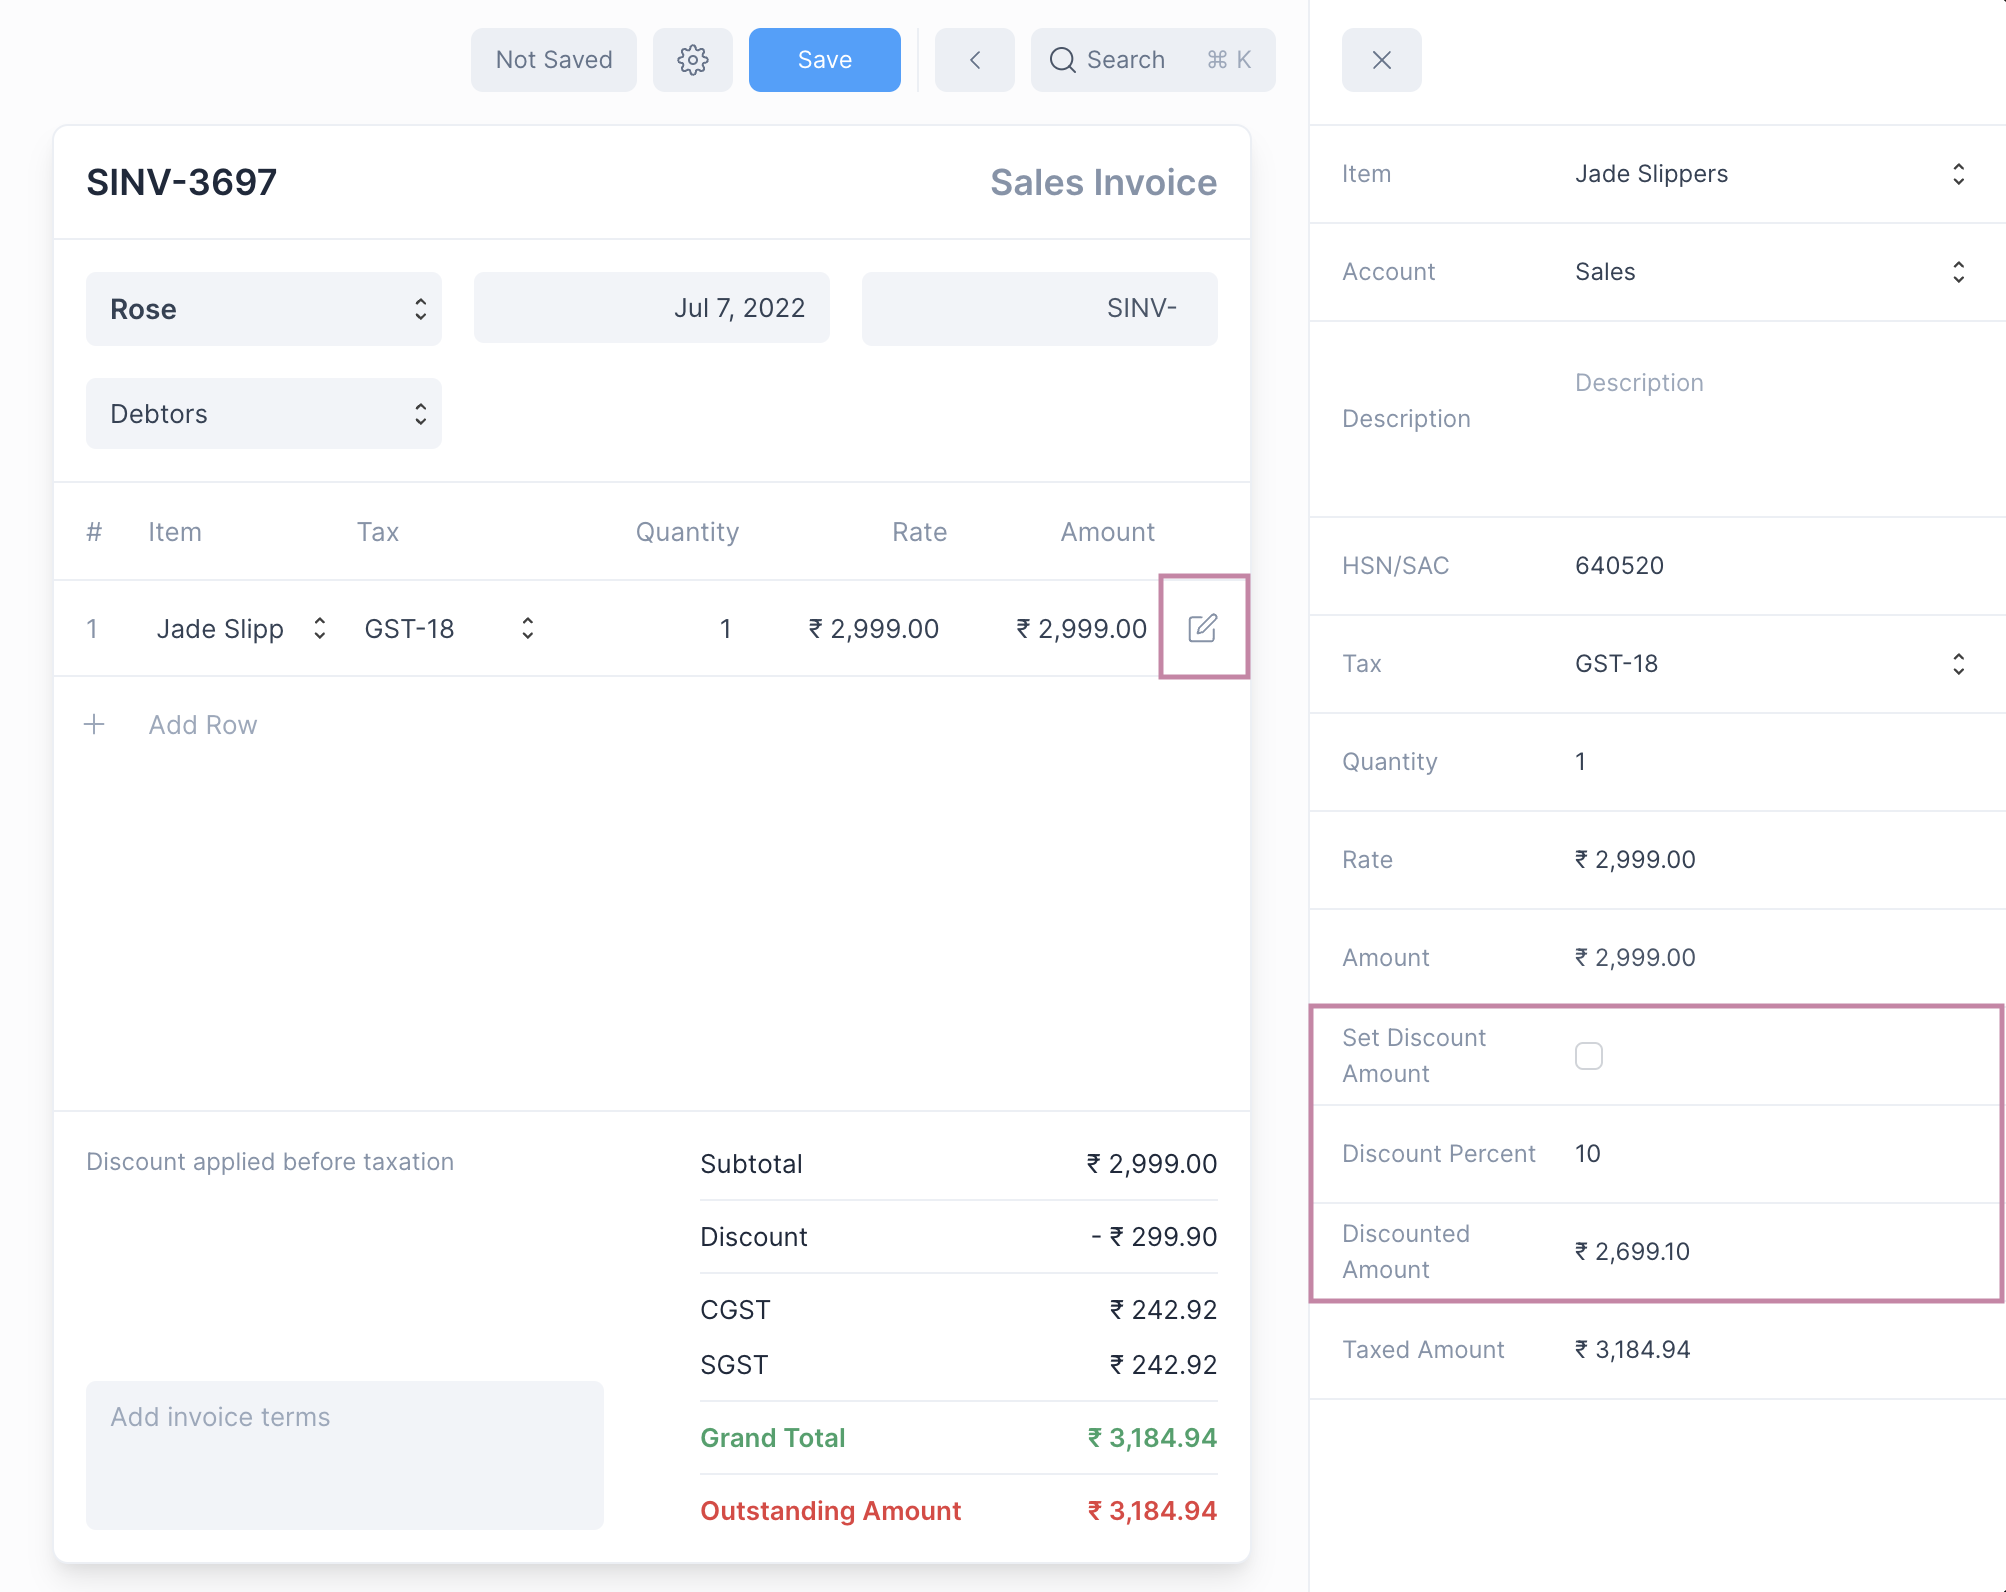 Not Saved
Save
Search ⌘ K
SINV-3697
Sales Invoice
Rose
Jul 7, 2022
SINV-
Debtors
# Item Tax Quantity Rate Amount
1 Jade Slipp GST-18 1 ₹ 2,999.00 ₹ 2,999.00
Add Row
Discount applied before taxation
Add invoice terms
Subtotal ₹ 2,999.00
Discount - ₹ 299.90
CGST ₹ 242.92
SGST ₹ 242.92
Grand Total ₹ 3,184.94
Outstanding Amount ₹ 3,184.94
Item Jade Slippers
Account Sales
Description Description
HSN/SAC 640520
Tax GST-18
Quantity 1
Rate ₹ 2,999.00
Amount ₹ 2,999.00
Set Discount
Amount
Discount Percent 10
Discounted
Amount ₹ 2,699.10
Taxed Amount ₹ 3,184.94